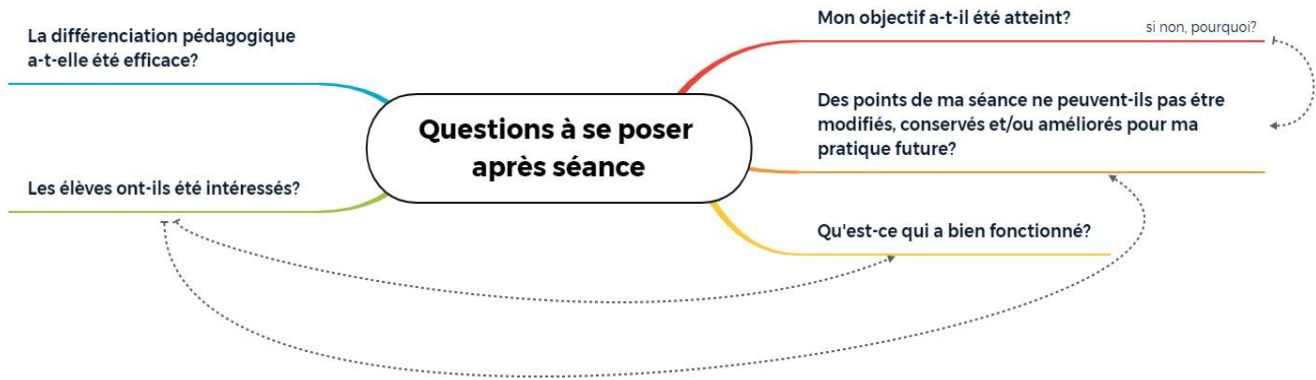 La différenciation pédagogique
a-t-elle été efficace?
Les élèves ont-ils été intéressés?
Questions à se poser
après séance
Mon objectif a-t-il été atteint?
si non, pourquoi?
Des points de ma séance ne peuvent-ils pas étre
modifiés, conservés et/ou améliorés pour ma
pratique future?
Qu'est-ce qui a bien fonctionné?